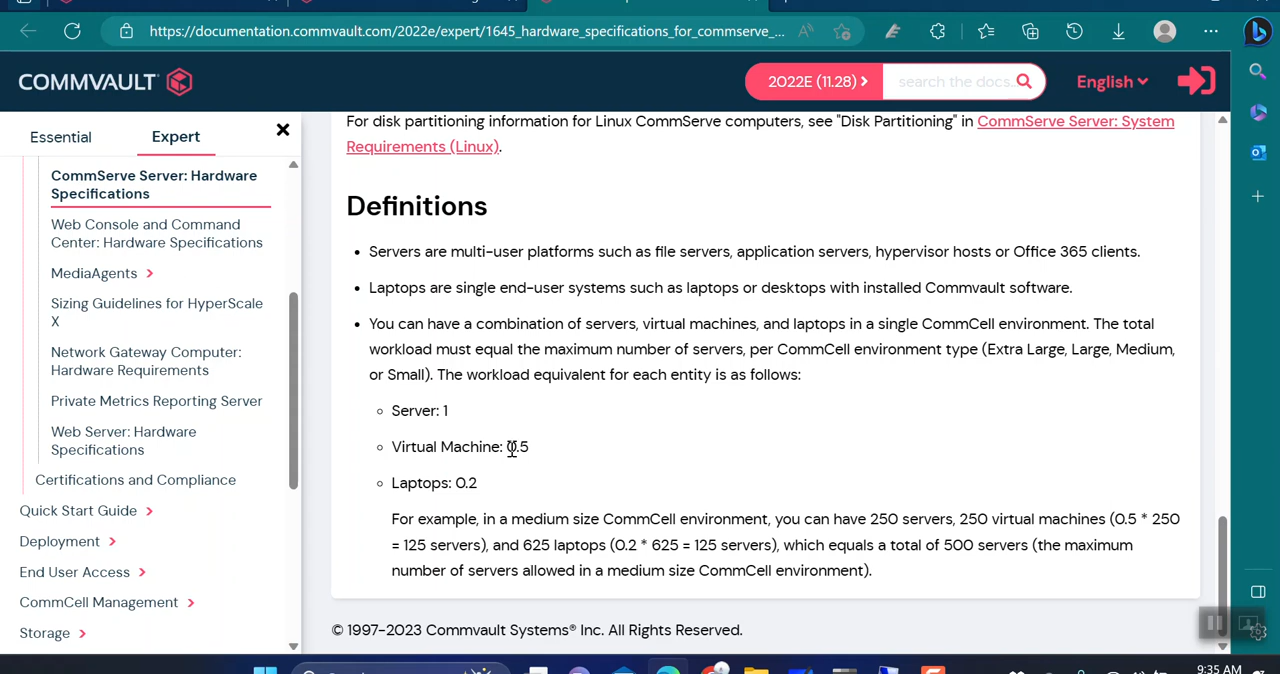 https://documentation.commvault.com/2022e/expert/1645_hardware_specifications_for_commserve_...
COMMVAULT
2022E (11.28)
search the docs...
English
Essential
Expert
CommServe Server: Hardware
Specifications
Web Console and Command
Center: Hardware Specifications
MediaAgents
Sizing Guidelines for HyperScale
X
Network Gateway Computer:
Hardware Requirements
Private Metrics Reporting Server
Web Server: Hardware
Specifications
Certifications and Compliance
Quick Start Guide
Deployment
End User Access
CommCell Management
Storage
For disk partitioning information for Linux CommServe computers, see "Disk Partitioning" in CommServe Server: System
Requirements (Linux).
Definitions
• Servers are multi-user platforms such as file servers, application servers, hypervisor hosts or Office 365 clients.
• Laptops are single end-user systems such as laptops or desktops with installed Commvault software.
• You can have a combination of servers, virtual machines, and laptops in a single CommCell environment. The total
workload must equal the maximum number of servers, per CommCell environment type (Extra Large, Large, Medium,
or Small). The workload equivalent for each entity is as follows:
Server: 1
Virtual Machine: 0.5
Laptops: 0.2
For example, in a medium size CommCell environment, you can have 250 servers, 250 virtual machines (0.5 * 250
= 125 servers), and 625 laptops (0.2 * 625 = 125 servers), which equals a total of 500 servers (the maximum
number of servers allowed in a medium size CommCell environment).
© 1997-2023 Commvault Systems® Inc. All Rights Reserved.
9:35 AM